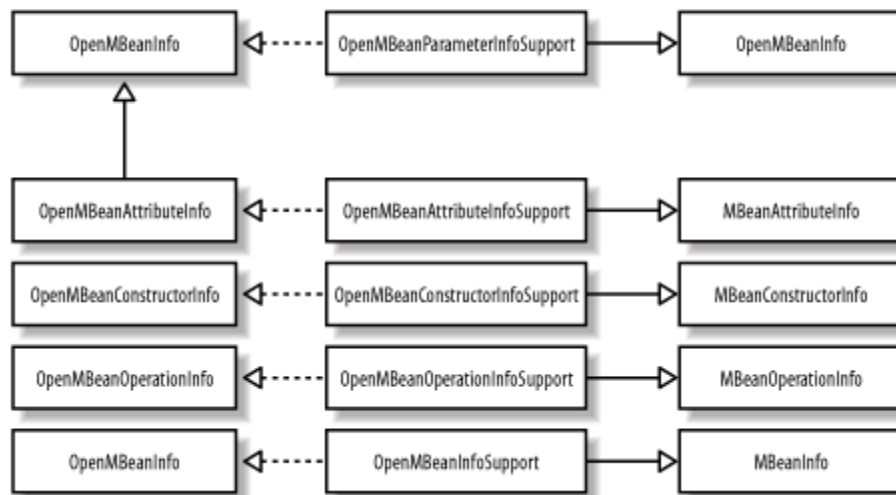 OpenMBeanInfo
OpenMBeanParameterInfoSupport
OpenMBeanInfo
OpenMBeanAttributeInfo
OpenMBeanAttributeInfoSupport
MBeanAttributeInfo
OpenMBeanConstructorInfo
OpenMBeanConstructorInfoSupport
MBeanConstructorInfo
OpenMBeanOperationInfo
OpenMBeanOperationInfoSupport
MBeanOperationInfo
OpenMBeanInfo
OpenMBeanInfoSupport
MBeanInfo